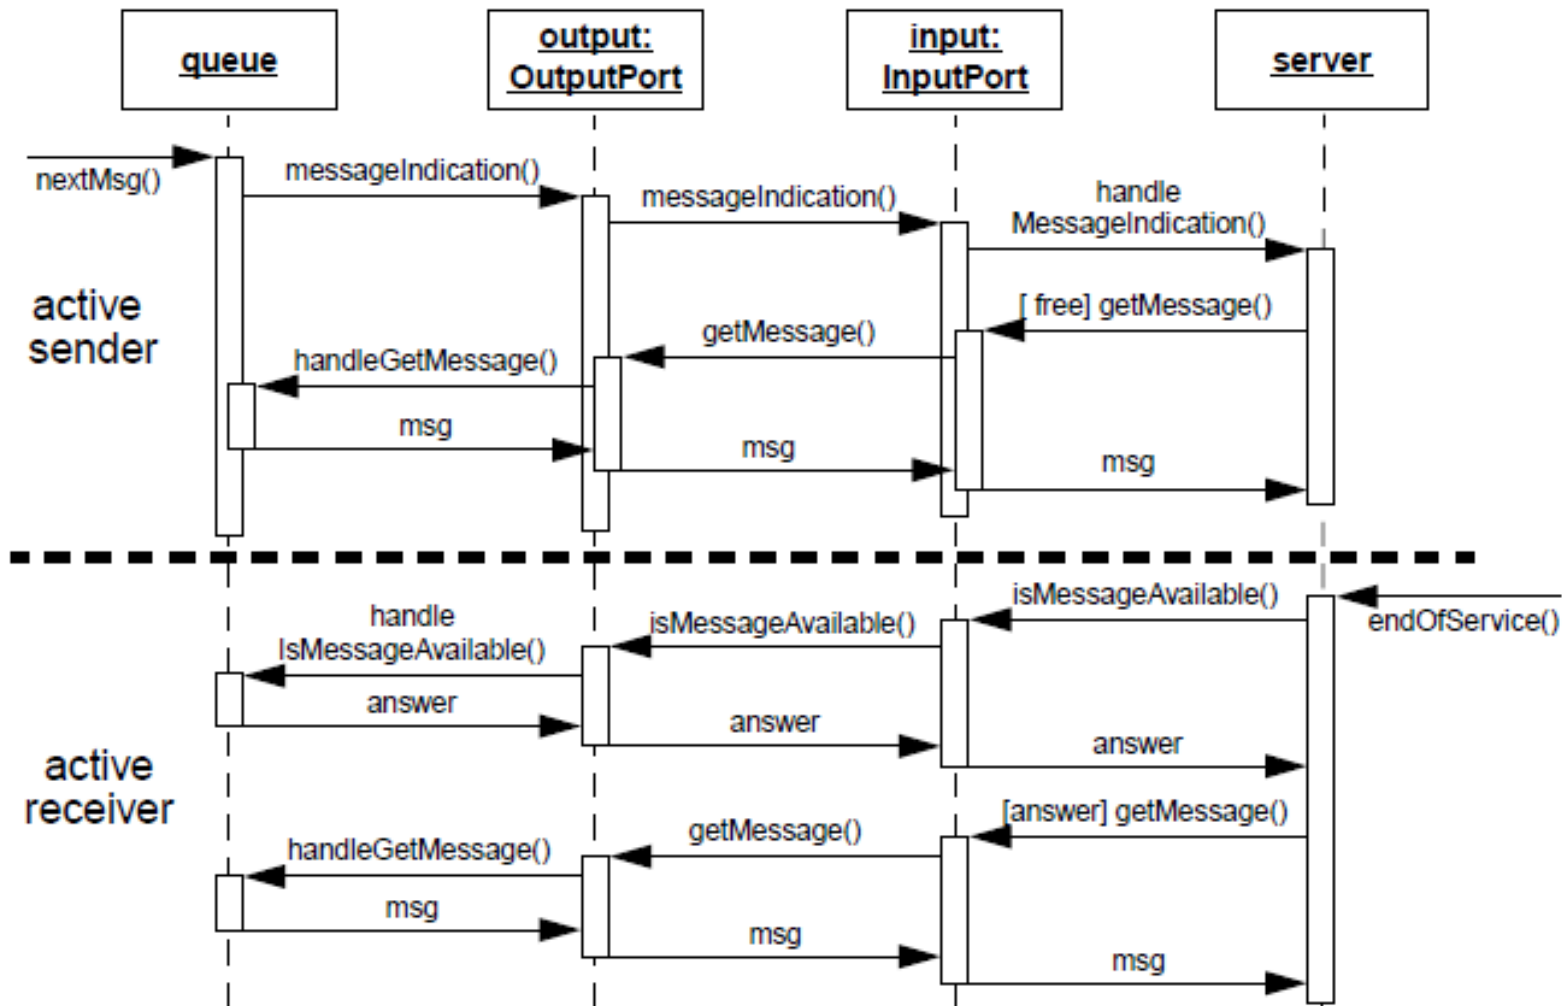 queue
output:
OutputPort
input:
InputPort
server
nextMsg()
messageIndication()
messageIndication()
handle
MessageIndication()
active
sender
[ free] getMessage()
getMessage()
handleGetMessage()
msg
msg
msg
isMessageAvailable()
endOfService()
isMessageAvailable()
handle
IsMessageAvailable()
answer
answer
answer
active
receiver
[answer] getMessage()
getMessage()
handleGetMessage()
msg
msg
msg